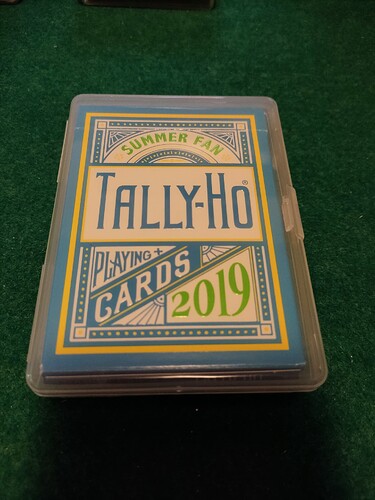 SUMMER FAN
TALLY-HO®
PLAYING +
CARDS
2019